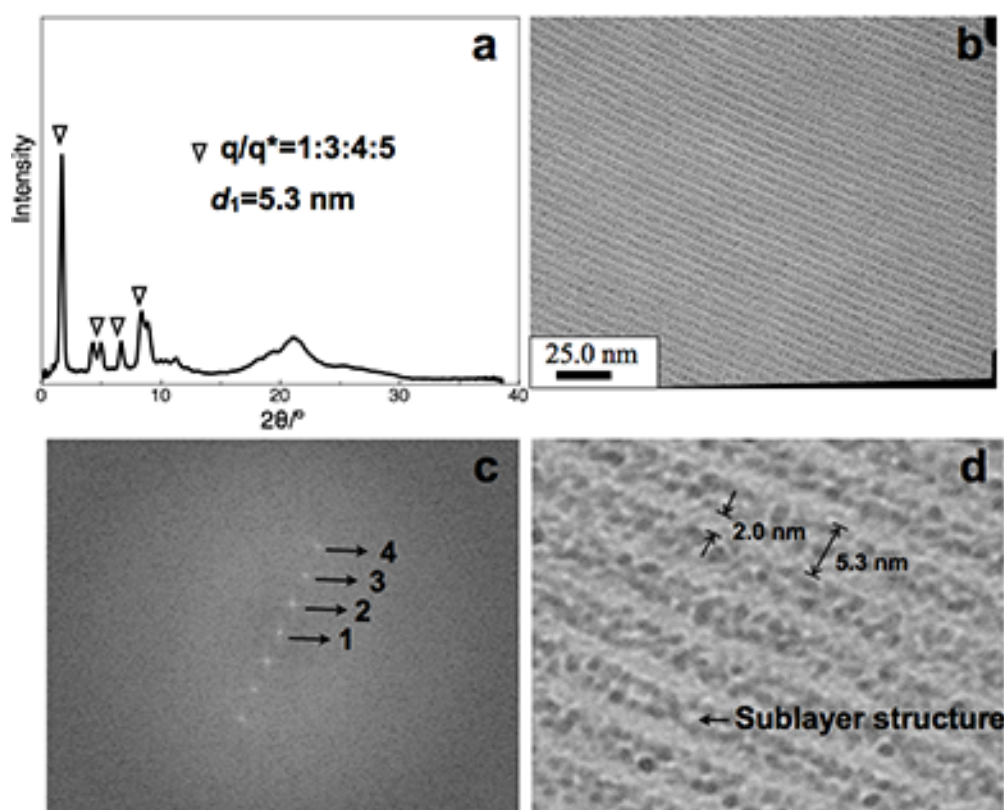 a
b
Intensity
▽ q/q*=1:3:4:5
d₁=5.3 nm
0 10 20 30 40
2θ/º
25.0 nm
c
4
3
2
1
d
2.0 nm
5.3 nm
Sublayer structure